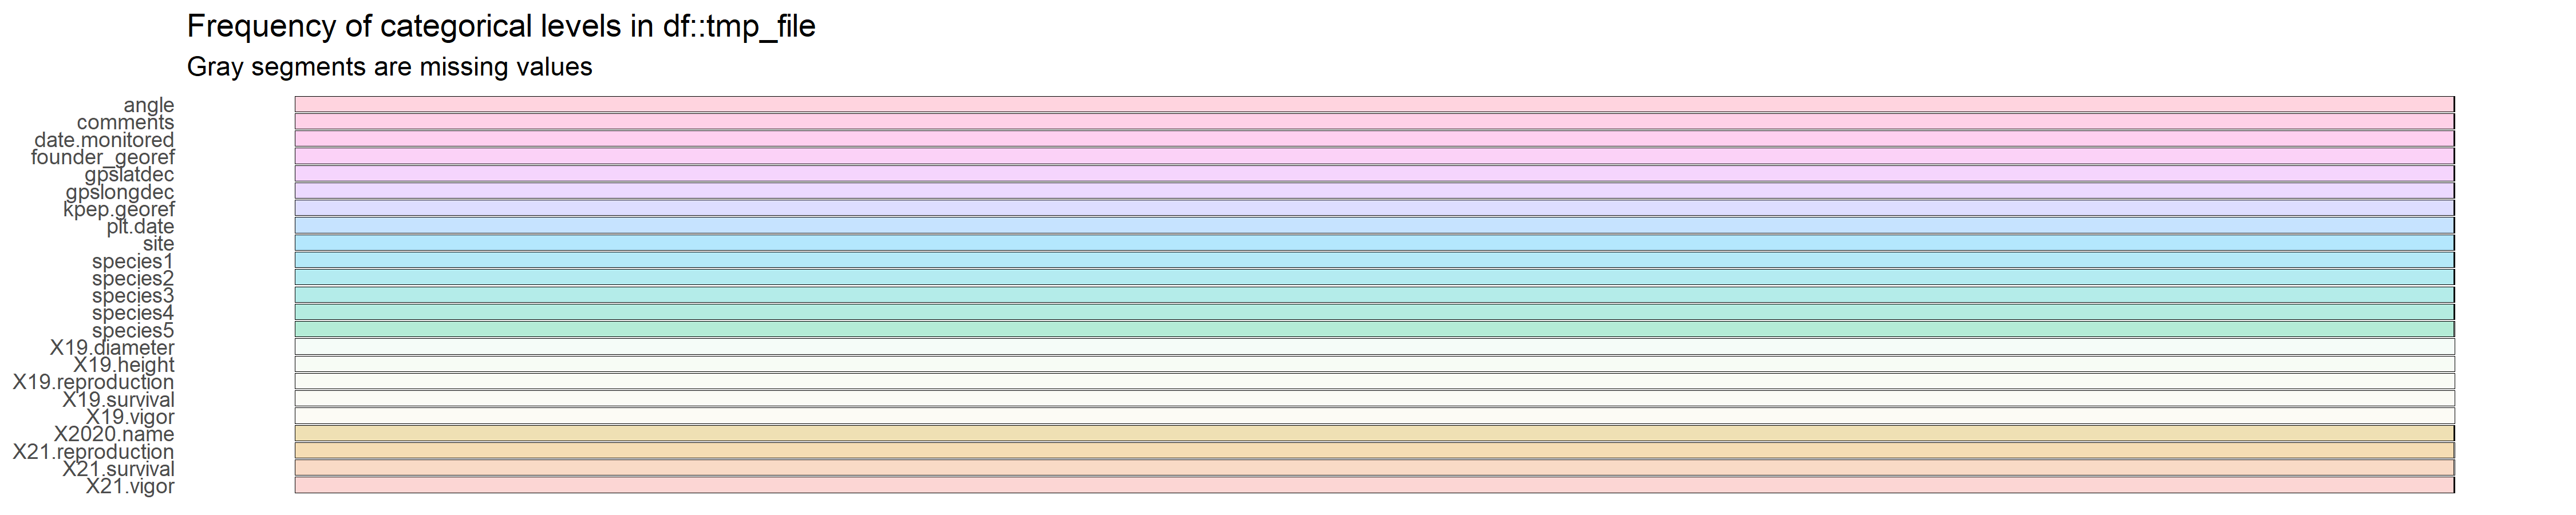 Frequency of categorical levels in df::tmp_file
Gray segments are missing values
angle
comments
date.monitored
founder_georef
gpslatdec
gpslongdec
kpep.georef
plt.date
site
species1
species2
species3
species4
species5
X19.diameter
X19.height
X19.reproduction
X19.survival
X19.vigor
X2020.name
X21.reproduction
X21.survival
X21.vigor